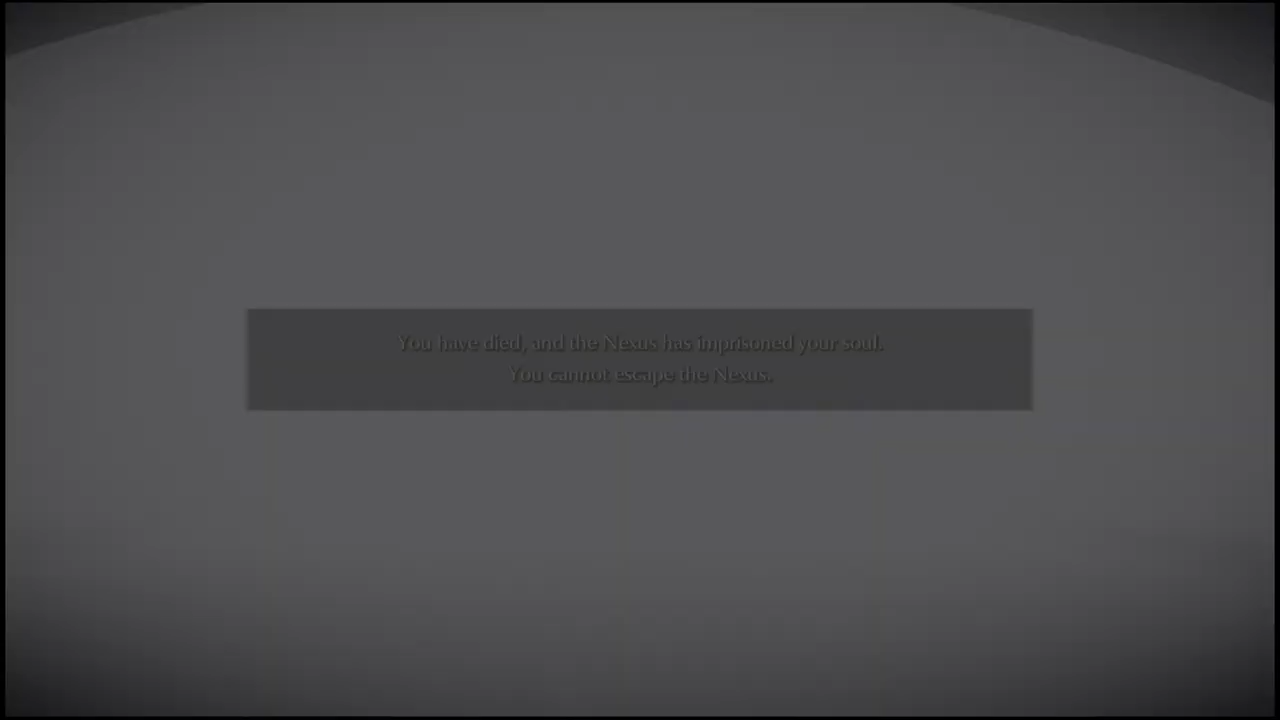 You have died, and the Nexus has imprisoned your soul.
You cannot escape the Nexus.